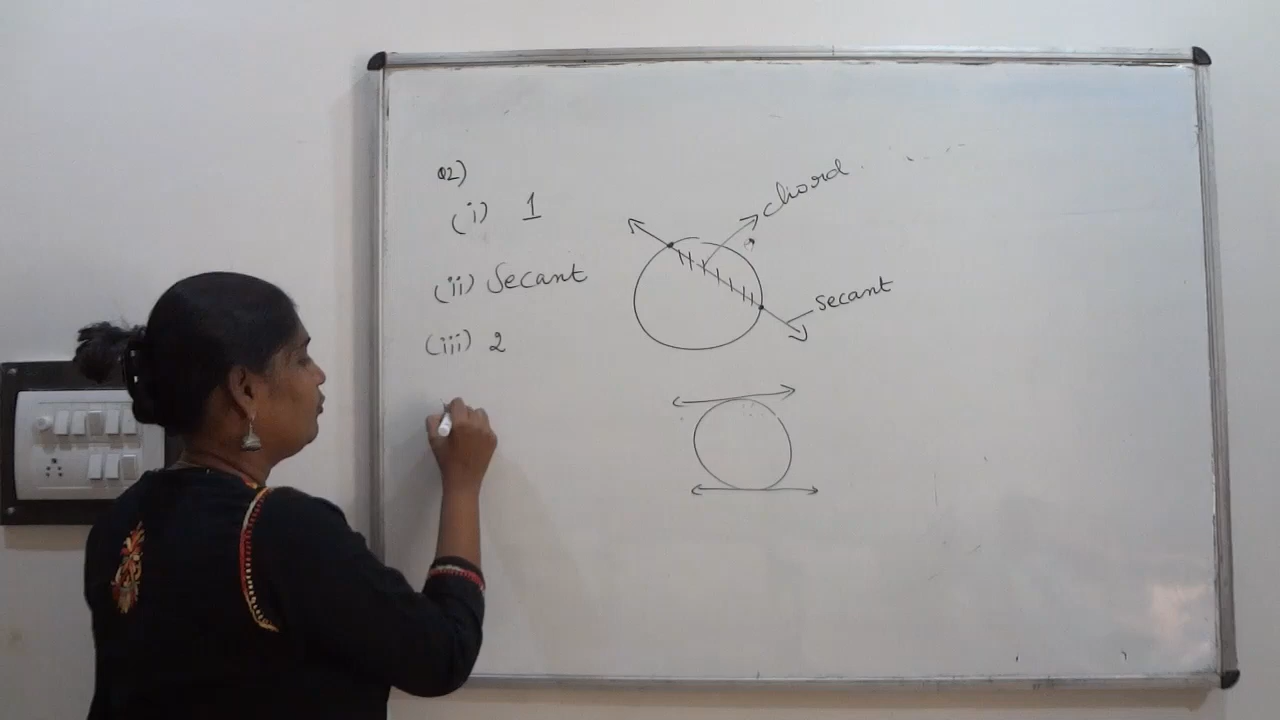 Q2)
(i) 1
(ii) Secant
(iii) 2
chord
secant